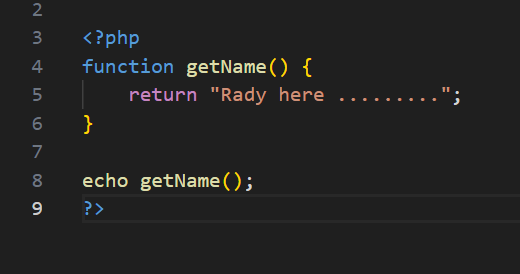 2
3 <?php
4 function getName() {
5     return "Rady here .........";
6 }
7
8 echo getName();
9 ?>